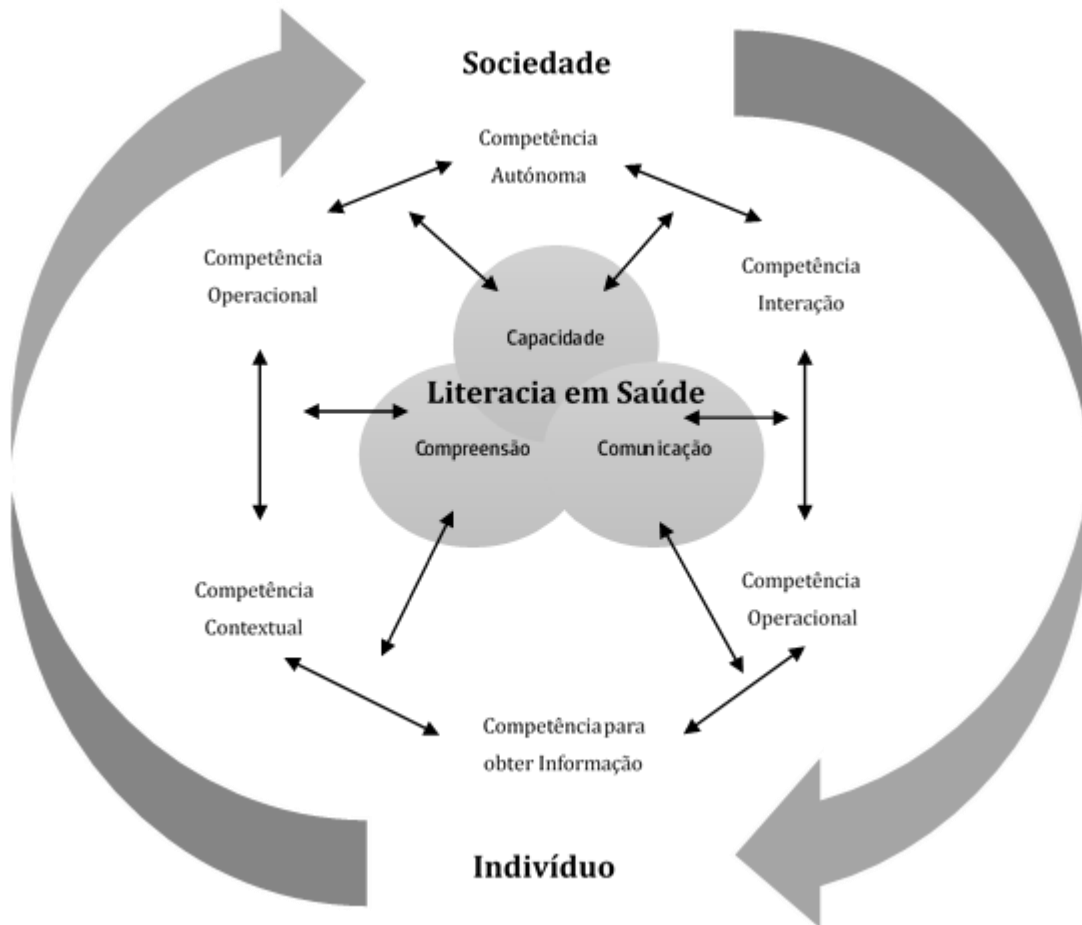 Sociedade
Competência
Autónoma
Competência
Operacional
Competência
Interação
Capacidade
Literacia em Saúde
Compreensão
Comunicação
Competência
Contextual
Competência
Operacional
Competência para
obter Informação
Indivíduo